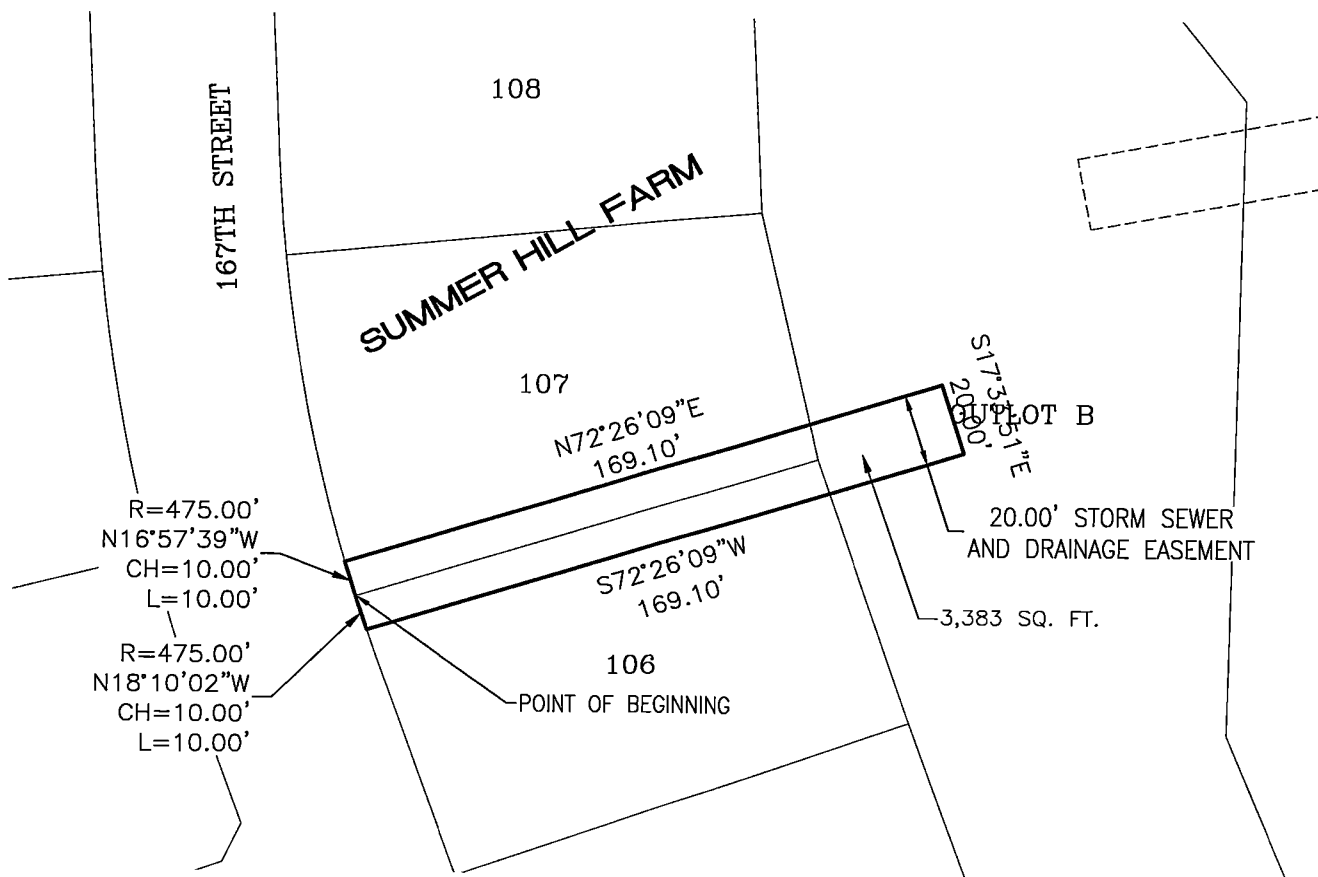 108
167TH STREET
SUMMER HILL FARM
107
N72°26'09"E
169.10'
S17°33'51"E
20.00'
OUTLOT B
R=475.00'
N16°57'39"W
CH=10.00'
L=10.00'
20.00' STORM SEWER
AND DRAINAGE EASEMENT
S72°26'09"W
169.10'
3,383 SQ. FT.
R=475.00'
N18°10'02"W
CH=10.00'
L=10.00'
106
POINT OF BEGINNING